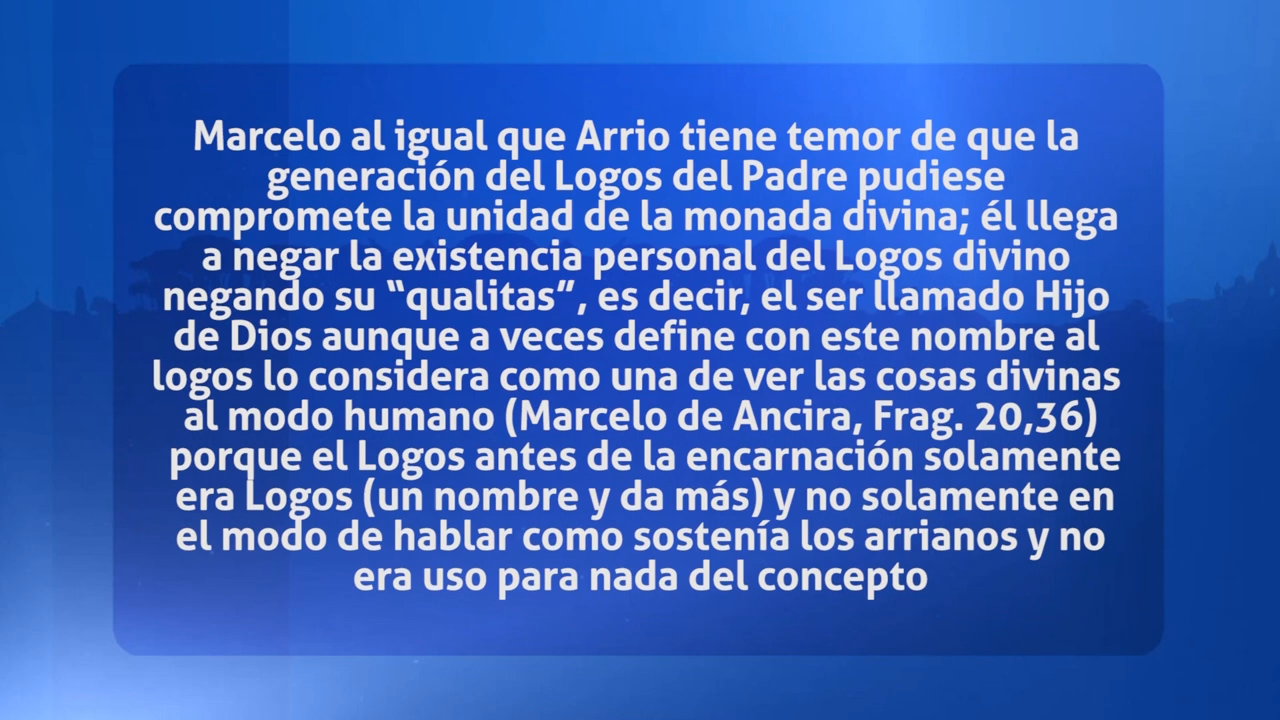 Marcelo al igual que Arrio tiene temor de que la
generación del Logos del Padre pudiese
compromete la unidad de la monada divina; él llega
a negar la existencia personal del Logos divino
negando su “qualitas”, es decir, el ser llamado Hijo
de Dios aunque a veces define con este nombre al
logos lo considera como una de ver las cosas divinas
al modo humano (Marcelo de Ancira, Frag. 20,36)
porque el Logos antes de la encarnación solamente
era Logos (un nombre y da más) y no solamente en
el modo de hablar como sostenía los arrianos y no
era uso para nada del concepto